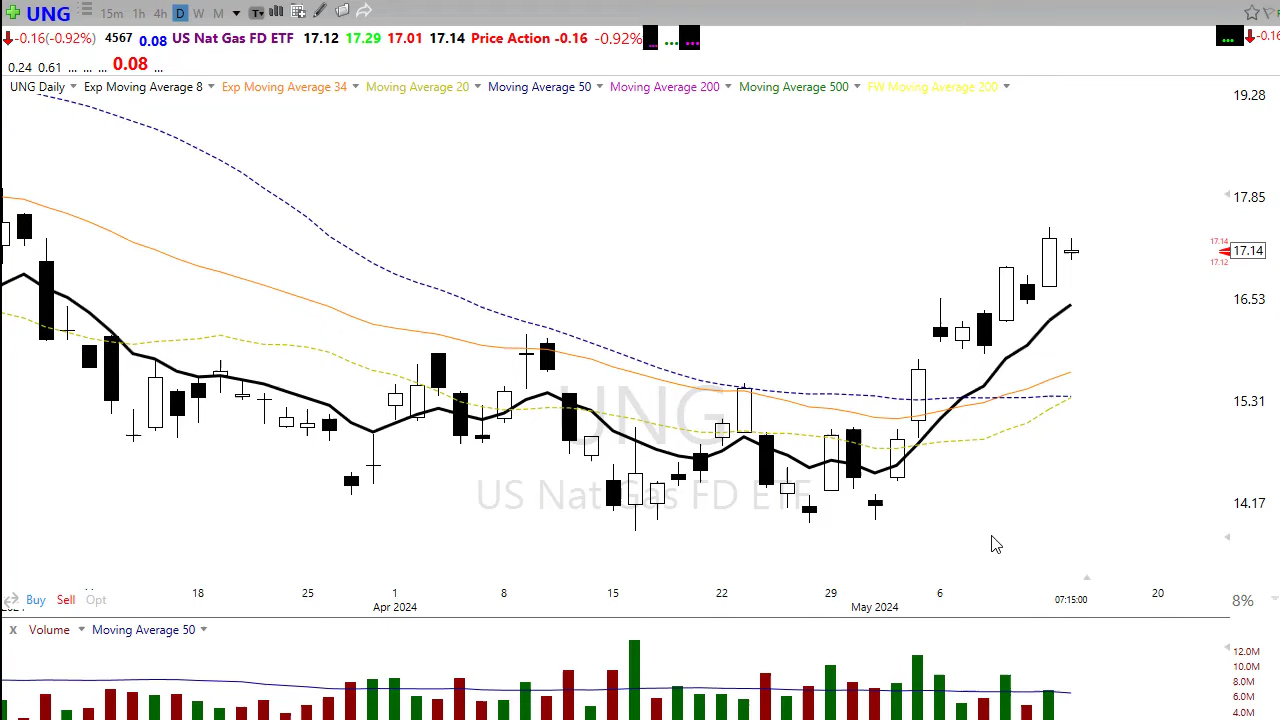 UNG 15m 1h 4h D W M T
-0.16(-0.92%) 4567 0.08 US Nat Gas FD ETF 17.12 17.29 17.01 17.14 Price Action -0.16 -0.92% ... ... ... ... -0.16
0.24 0.61 ... ... ... 0.08 ...
UNG Daily Exp Moving Average 8 Exp Moving Average 34 Moving Average 20 Moving Average 50 Moving Average 200 Moving Average 500 FW Moving Average 200
19.28
17.85
17.14
17.14
17.12
16.53
15.31
14.17
UNG
US Nat Gas FD ETF
18 25 1 8 15 22 29 6 07:15:00 20
Apr 2024 May 2024
Buy Sell Opt 8%
X Volume Moving Average 50
12.0M
10.0M
8.0M
6.0M
4.0M